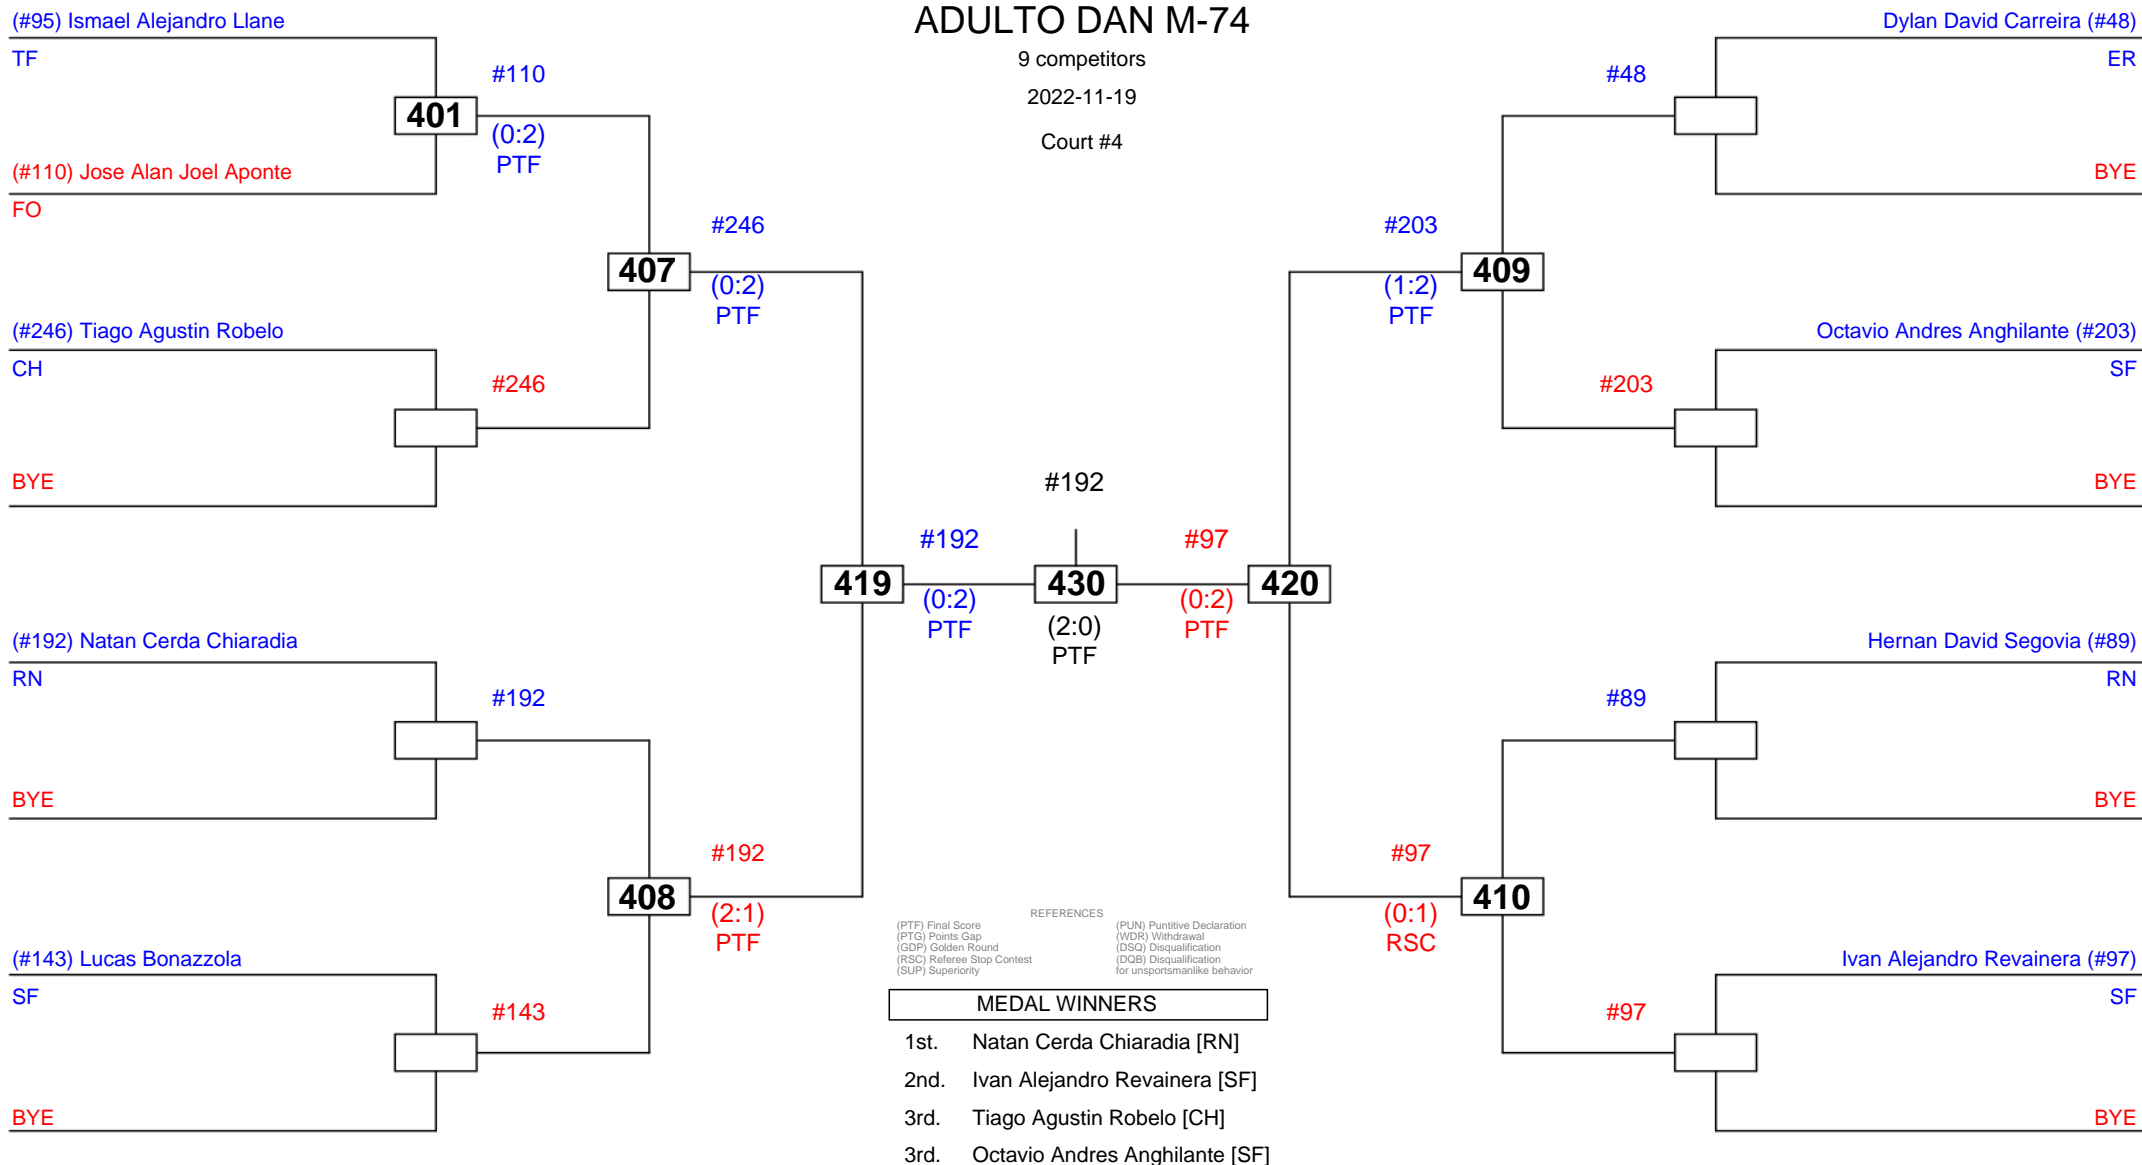 ADULTO DAN M-74
9 competitors
2022-11-19
Court #4
(#95) Ismael Alejandro Llane
TF
401
#110
(0:2)
PTF
(#110) Jose Alan Joel Aponte
FO
407
#246
(0:2)
PTF
(#246) Tiago Agustin Robelo
CH
#246
BYE
(#192) Natan Cerda Chiaradia
RN
#192
BYE
408
#192
(2:1)
PTF
(#143) Lucas Bonazzola
SF
#143
BYE
419
#192
(0:2)
PTF
#192
430
(2:0)
PTF
#97
(0:2)
PTF
420
Dylan David Carreira (#48)
ER
#48
BYE
#203
(1:2)
PTF
409
Octavio Andres Anghilante (#203)
SF
#203
BYE
Hernan David Segovia (#89)
RN
#89
BYE
#97
(0:1)
RSC
410
Ivan Alejandro Revainera (#97)
SF
#97
BYE
REFERENCES
(PTF) Final Score
(PTG) Points Gap
(GDP) Golden Round
(RSC) Referee Stop Contest
(SUP) Superiority
(PUN) Puntitive Declaration
(WDR) Withdrawal
(DSQ) Disqualification
(DQB) Disqualification
for unsportsmanlike behavior
MEDAL WINNERS
1st. Natan Cerda Chiaradia [RN]
2nd. Ivan Alejandro Revainera [SF]
3rd. Tiago Agustin Robelo [CH]
3rd. Octavio Andres Anghilante [SF]